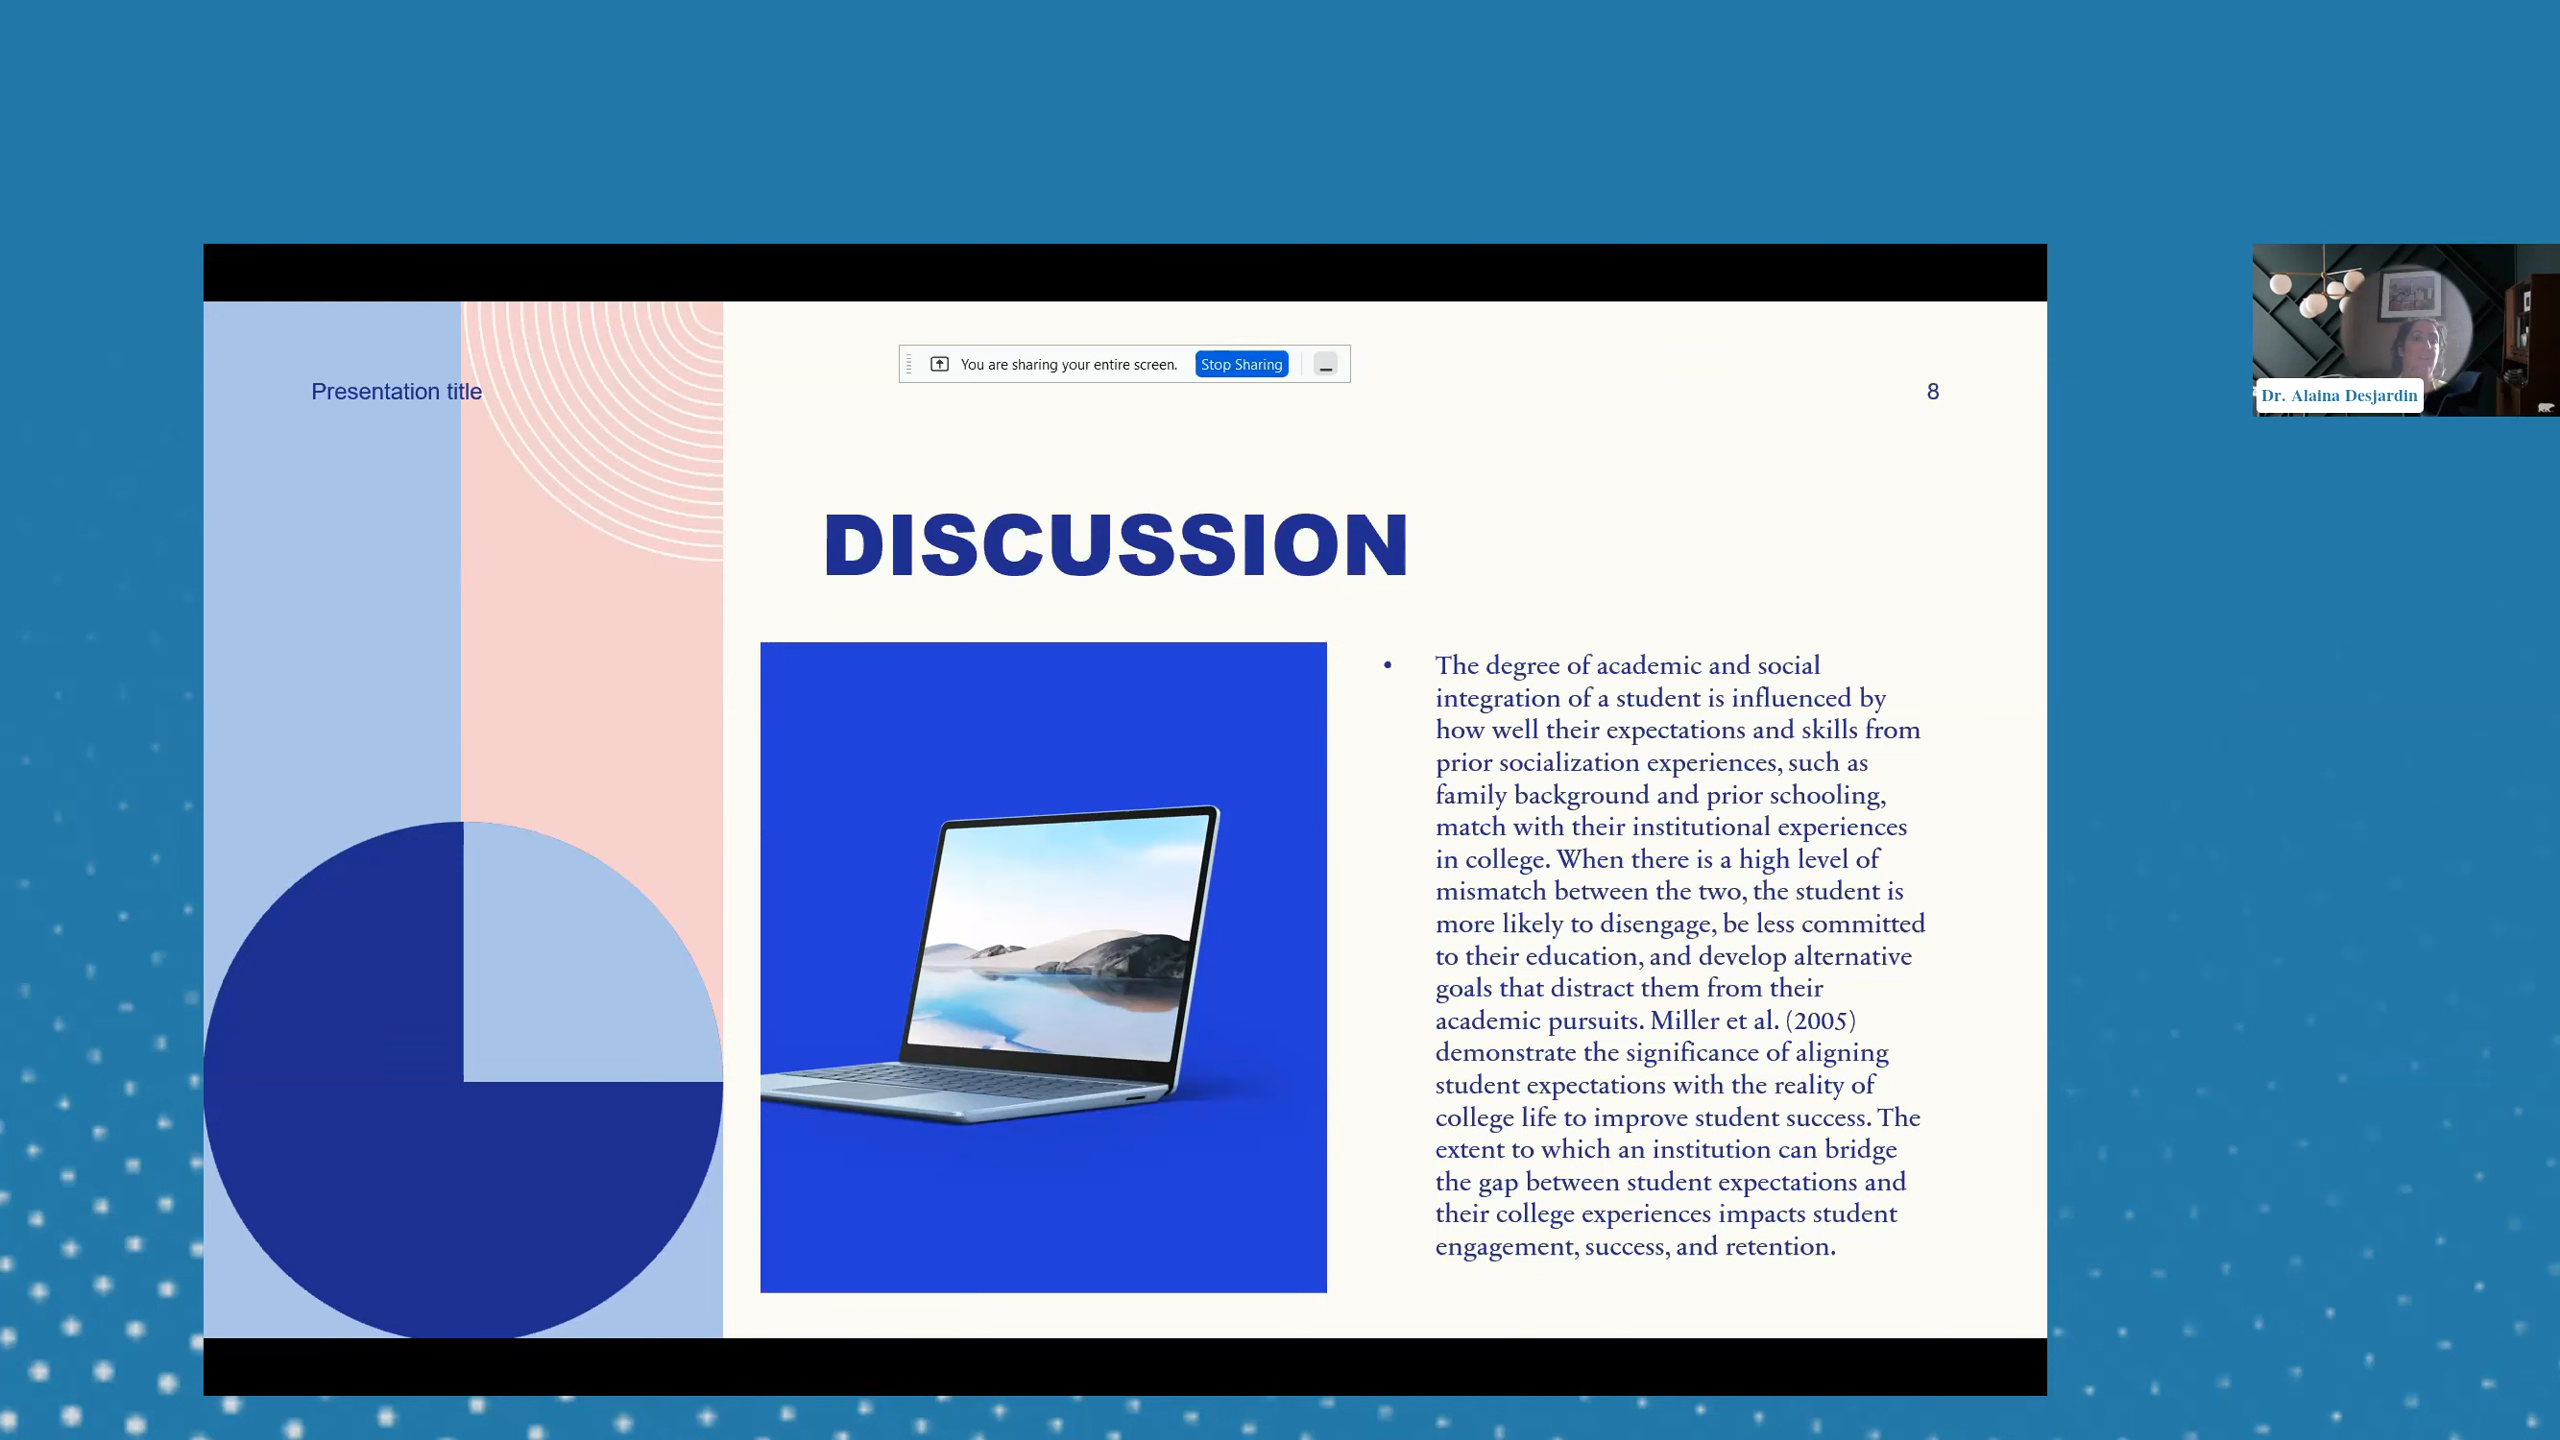 You are sharing your entire screen. Stop Sharing
Presentation title
8
DISCUSSION
• The degree of academic and social
integration of a student is influenced by
how well their expectations and skills from
prior socialization experiences, such as
family background and prior schooling,
match with their institutional experiences
in college. When there is a high level of
mismatch between the two, the student is
more likely to disengage, be less committed
to their education, and develop alternative
goals that distract them from their
academic pursuits. Miller et al. (2005)
demonstrate the significance of aligning
student expectations with the reality of
college life to improve student success. The
extent to which an institution can bridge
the gap between student expectations and
their college experiences impacts student
engagement, success, and retention.
Dr. Alaina Desjardin